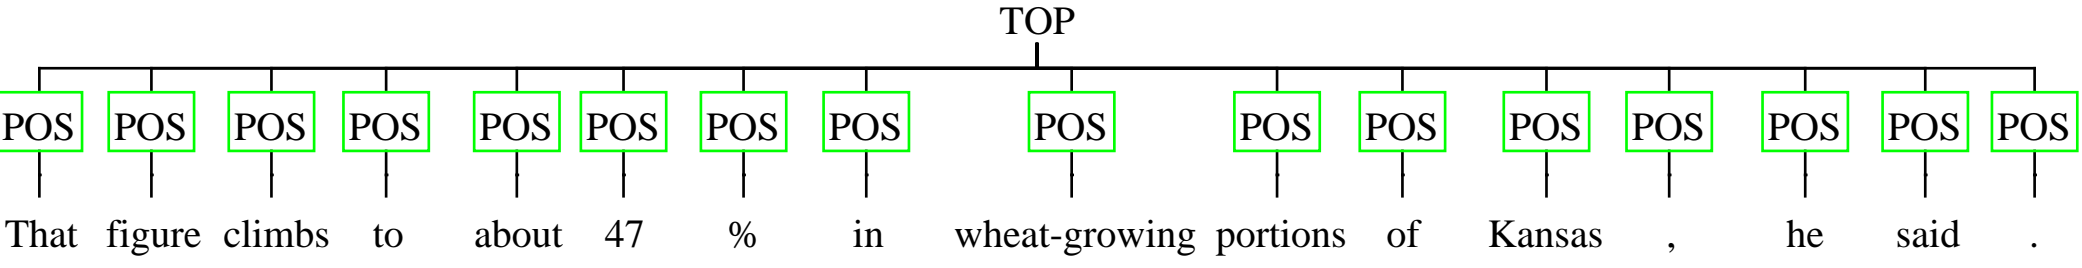 TOP
POS POS POS POS POS POS POS POS POS POS POS POS POS POS POS POS
That figure climbs to about 47 % in wheat-growing portions of Kansas , he said .